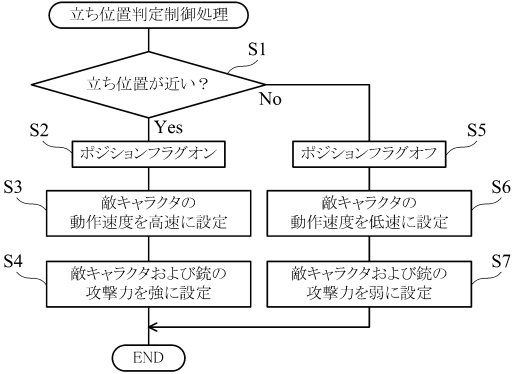 立ち位置判定制御処理
S1
立ち位置が近い？
No
Yes
S2
ポジションフラグオン
S5
ポジションフラグオフ
S3
敵キャラクタの
動作速度を高速に設定
S6
敵キャラクタの
動作速度を低速に設定
S4
敵キャラクタおよび銃の
攻撃力を強に設定
S7
敵キャラクタおよび銃の
攻撃力を弱に設定
END